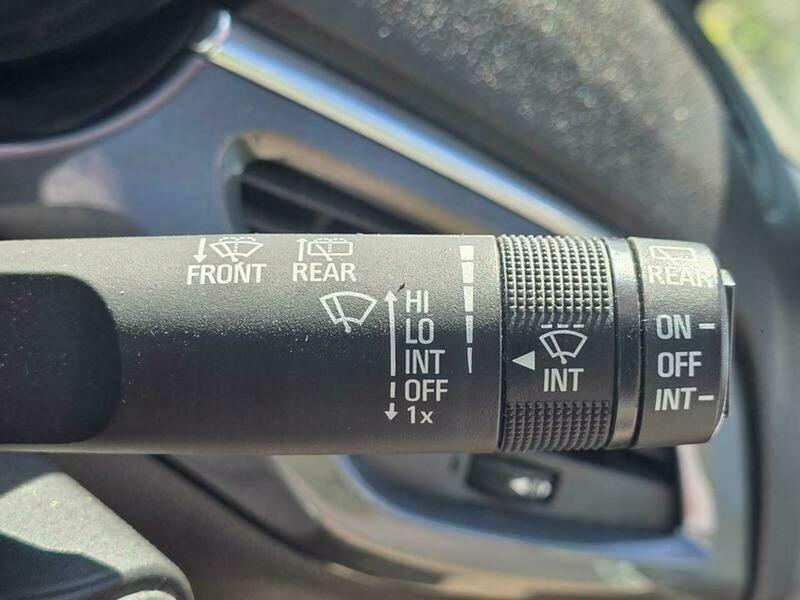 FRONT
REAR
HI
LO
INT
OFF
1x
INT
REAR
ON
OFF
INT